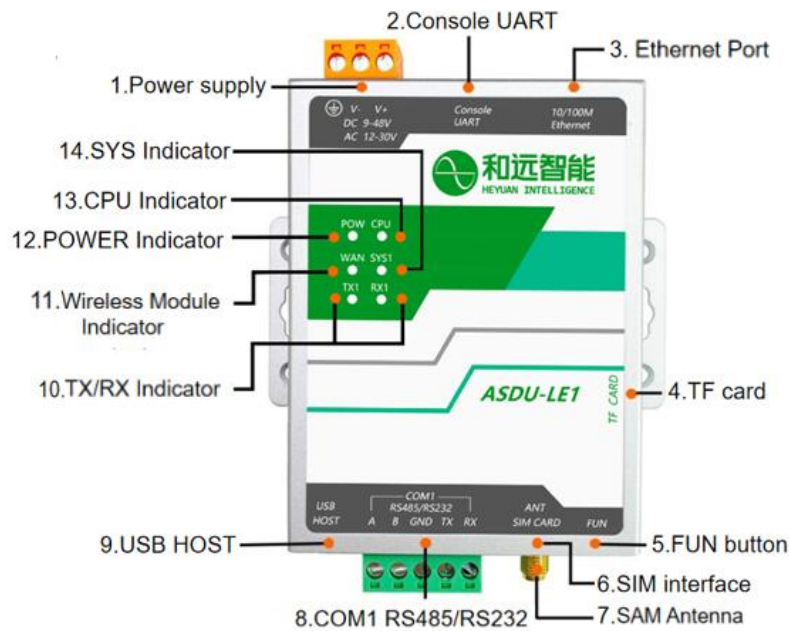 2. Console UART
3. Ethernet Port
1.Power supply
V- V+
DC 9-48V
AC 12-30V
Console
UART
10/100M
Ethernet
14.SYS Indicator
和远智能
HEYUAN INTELLIGENCE
13.CPU Indicator
POW CPU
12.POWER Indicator
WAN SYS1
11.Wireless Module
Indicator
TX1 RX1
10.TX/RX Indicator
ASDU-LE1
TF CARD
4.TF card
USB
HOST
COM1
RS485/RS232
A B GND TX RX
ANT
SIM CARD
FUN
9.USB HOST
5.FUN button
6.SIM interface
8.COM1 RS485/RS232
7.SAM Antenna